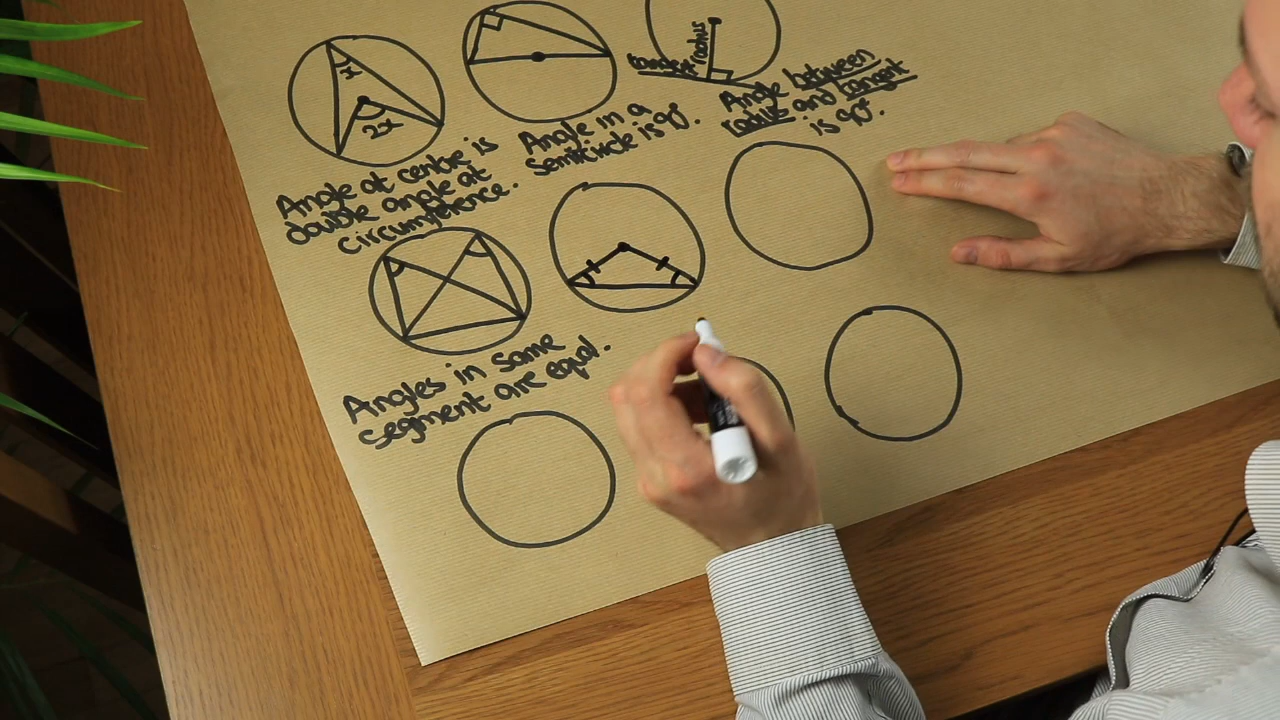 x
2x
Angle at centre is
double angle at
circumference.
Angle in a
semicircle is 90°.
radius
tangent
Angle between
radius and tangent
is 90°.
Angles in same
segment are equal.